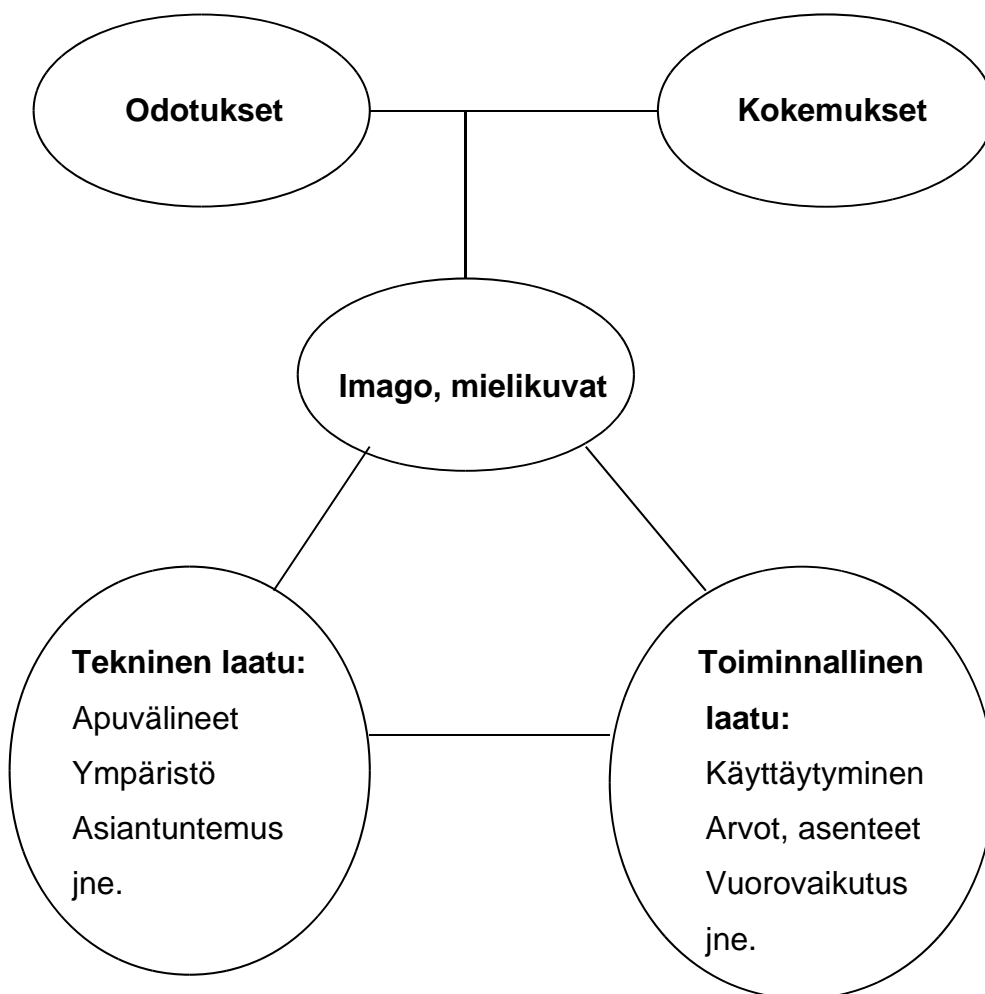 Odotukset
Kokemukset
Imago, mielikuvat
Tekninen laatu:
Apuvälineet
Ympäristö
Asiantuntemus
jne.
Toiminnallinen
laatu:
Käyttäytyminen
Arvot, asenteet
Vuorovaikutus
jne.